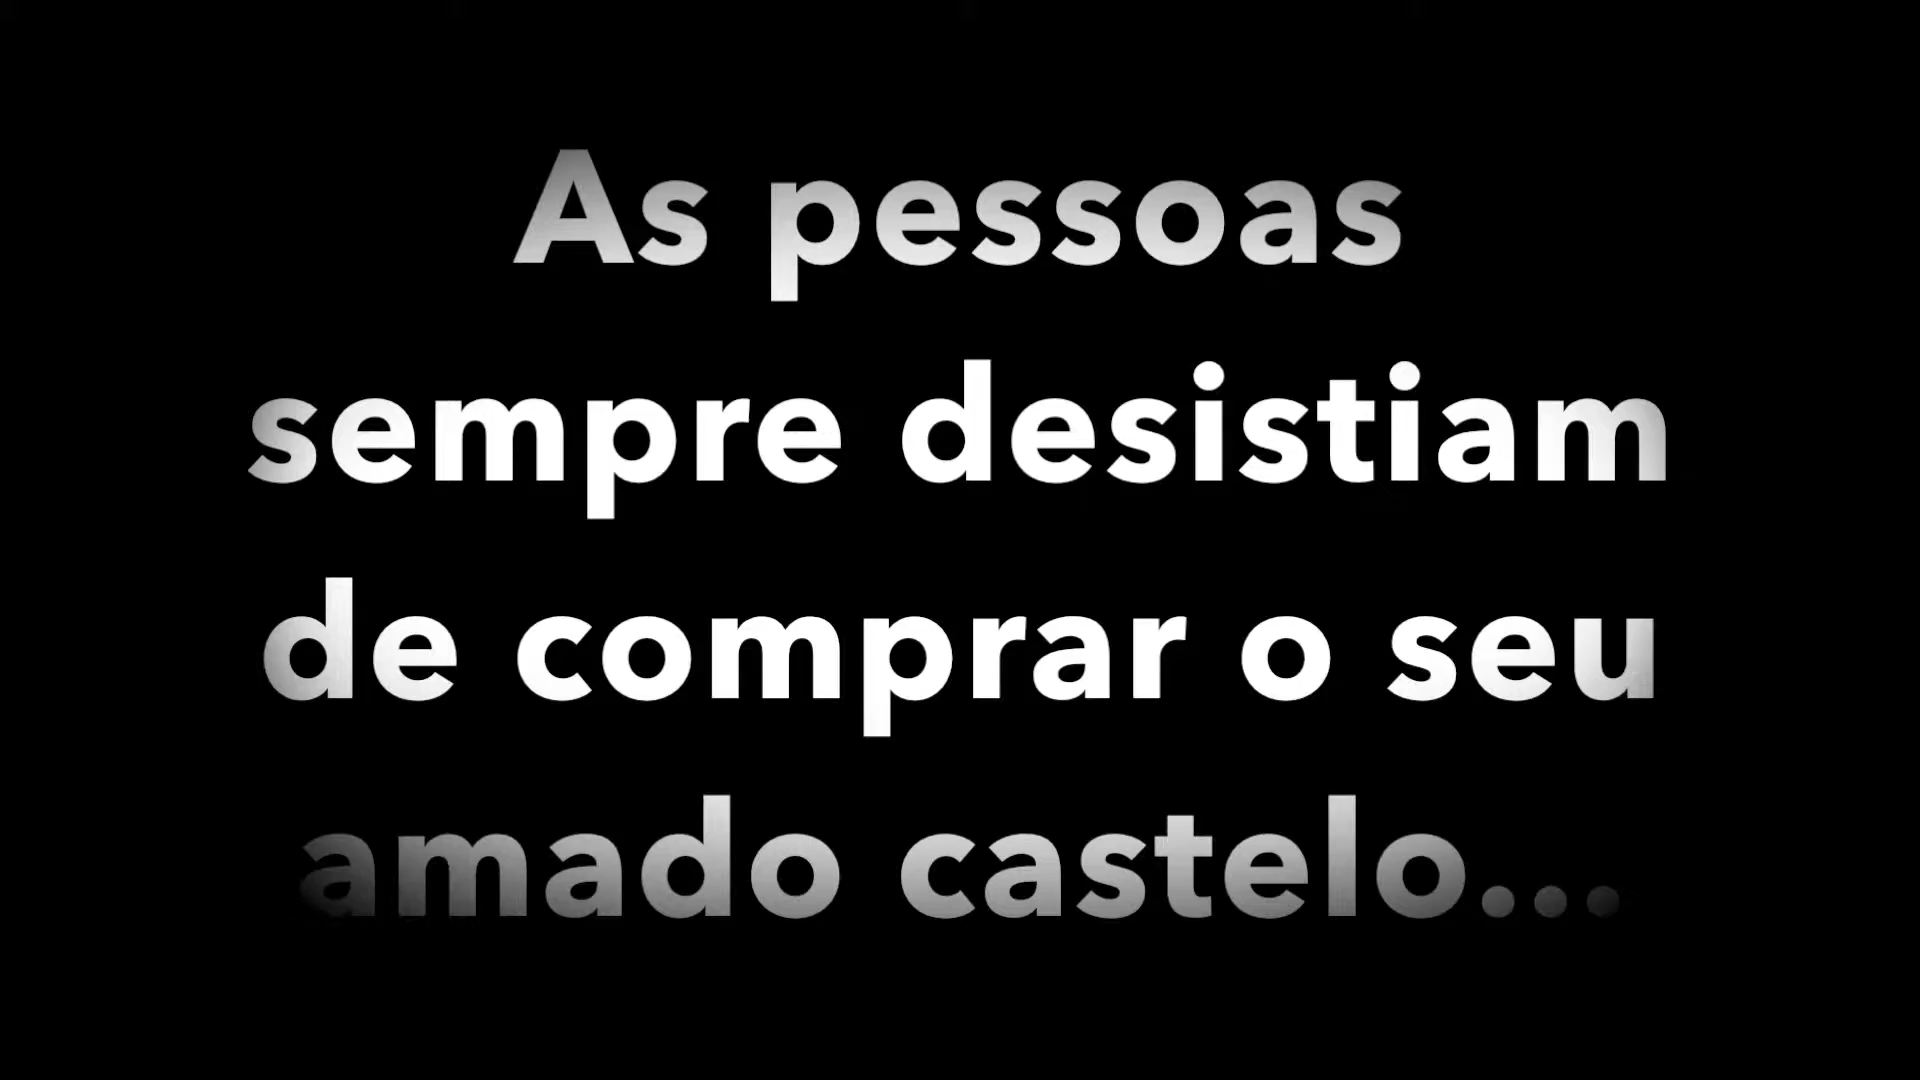 As pessoas
sempre desistiam
de comprar o seu
amado castelo...